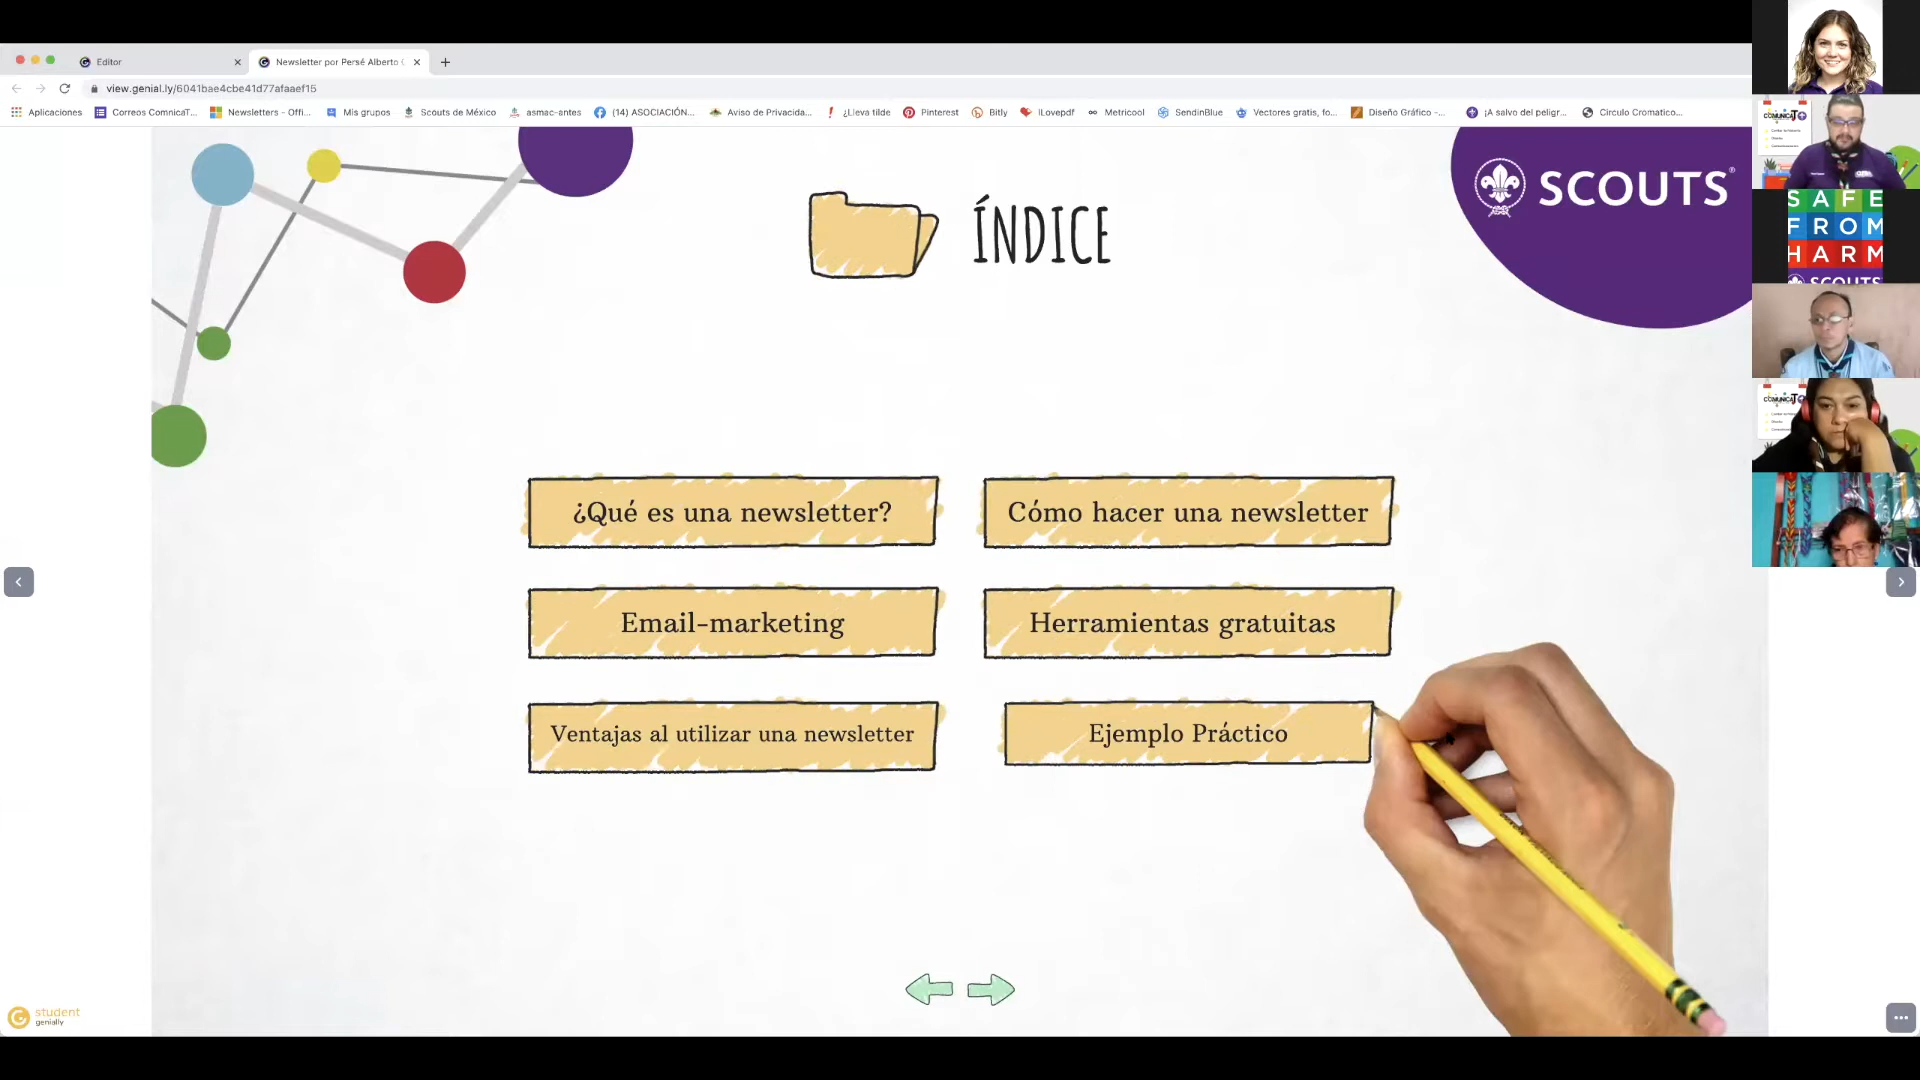 Editor
Newsletter por Persé Alberto
view.genial.ly/6041bae4cbe41d77afaaef15
Aplicaciones
Correos ComnicaT...
Newsletters - Offi...
Mis grupos
Scouts de México
asmac-antes
(14) ASOCIACIÓN...
Aviso de Privacida...
¿Lleva tilde
Pinterest
Bitly
iLovepdf
Metricool
SendinBlue
Vectores gratis, fo...
Diseño Gráfico -...
¡A salvo del peligr...
Circulo Cromatico...
SCOUTS®
ÍNDICE
¿Qué es una newsletter?
Cómo hacer una newsletter
Email-marketing
Herramientas gratuitas
Ventajas al utilizar una newsletter
Ejemplo Práctico
student
genially
SAFE
FROM
HARM
SCOUTS